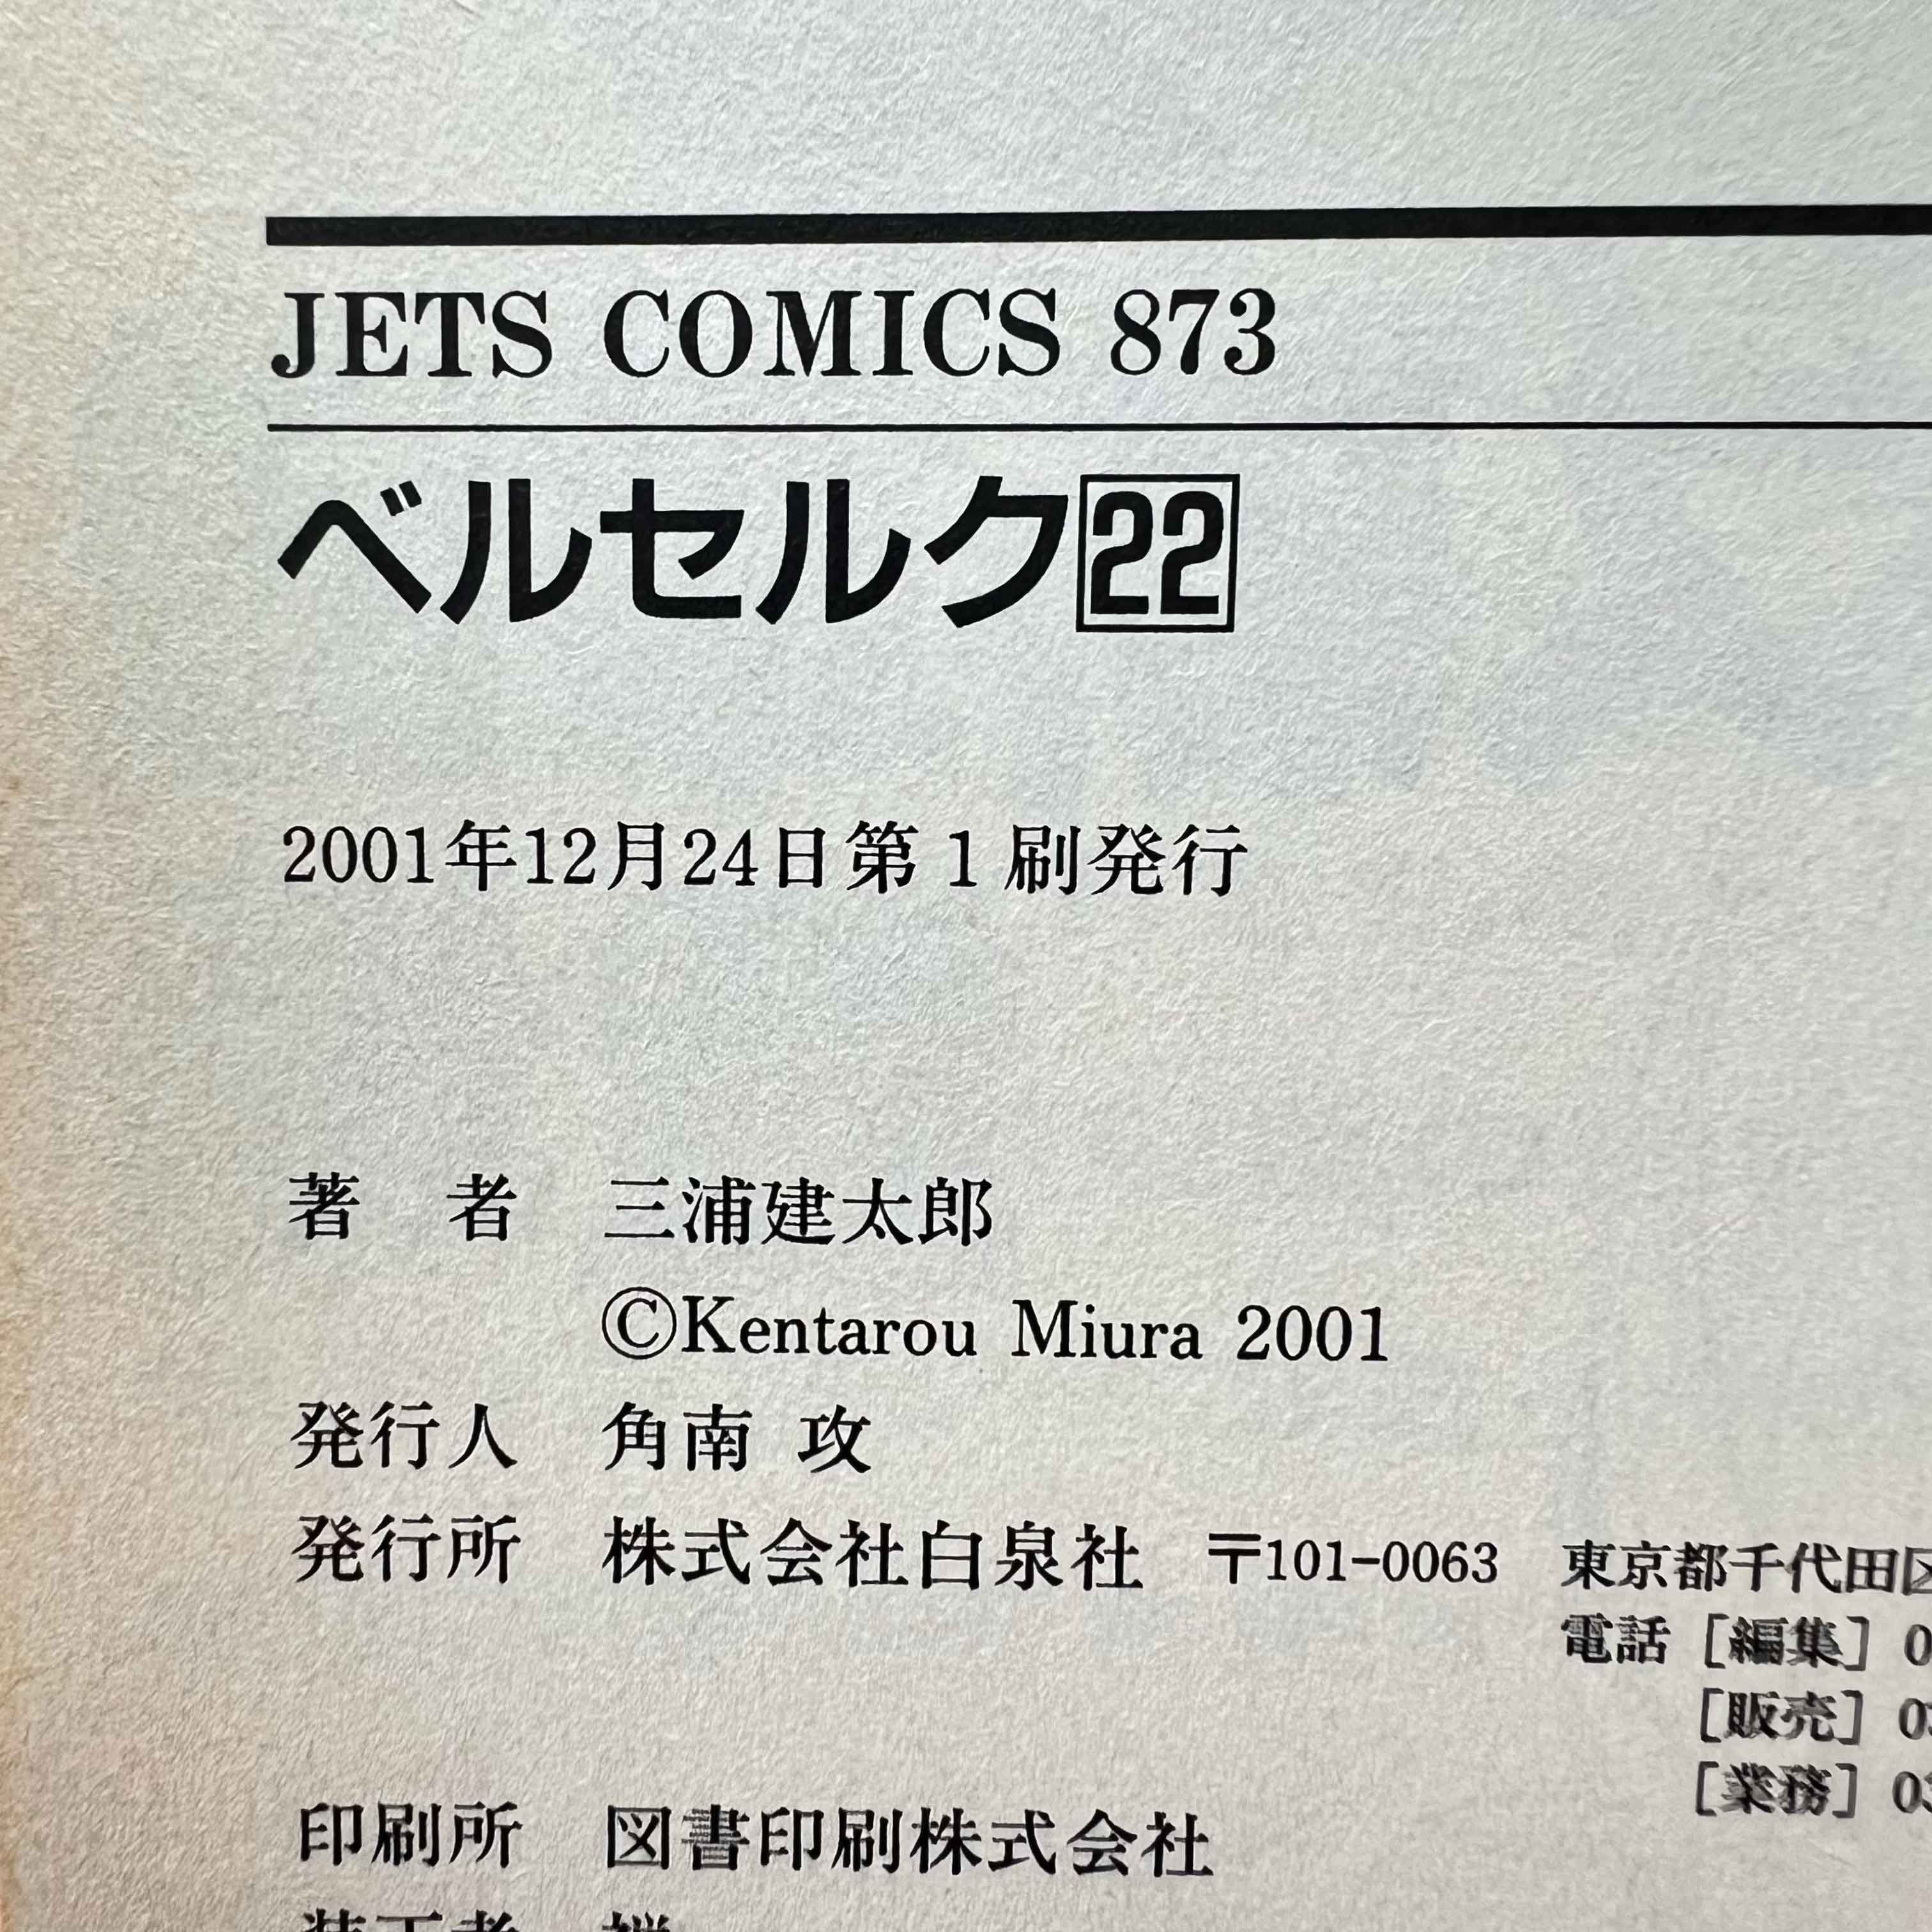 JETS COMICS 873
ベルセルク22
2001年12月24日第1刷発行
著 者 三浦建太郎
©Kentarou Miura 2001
発行人 角南 攻
発行所 株式会社白泉社 〒101-0063 東京都千代田区
電話 [編集] 0
[販売] 03
[業務] 03
印刷所 図書印刷株式会社